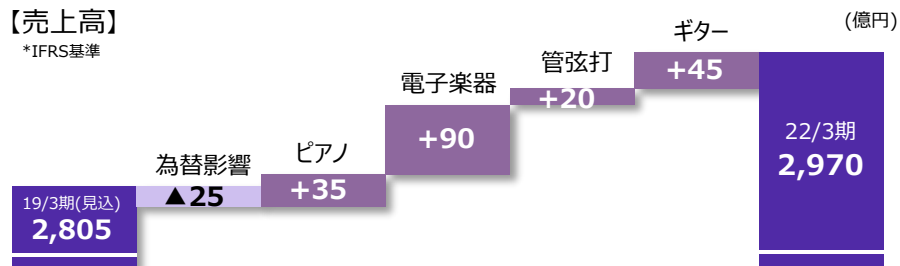 【売上高】
*IFRS基準
(億円)
ギター
+45
管弦打
+20
電子楽器
+90
ピアノ
+35
為替影響
▲25
19/3期(見込)
2,805
22/3期
2,970